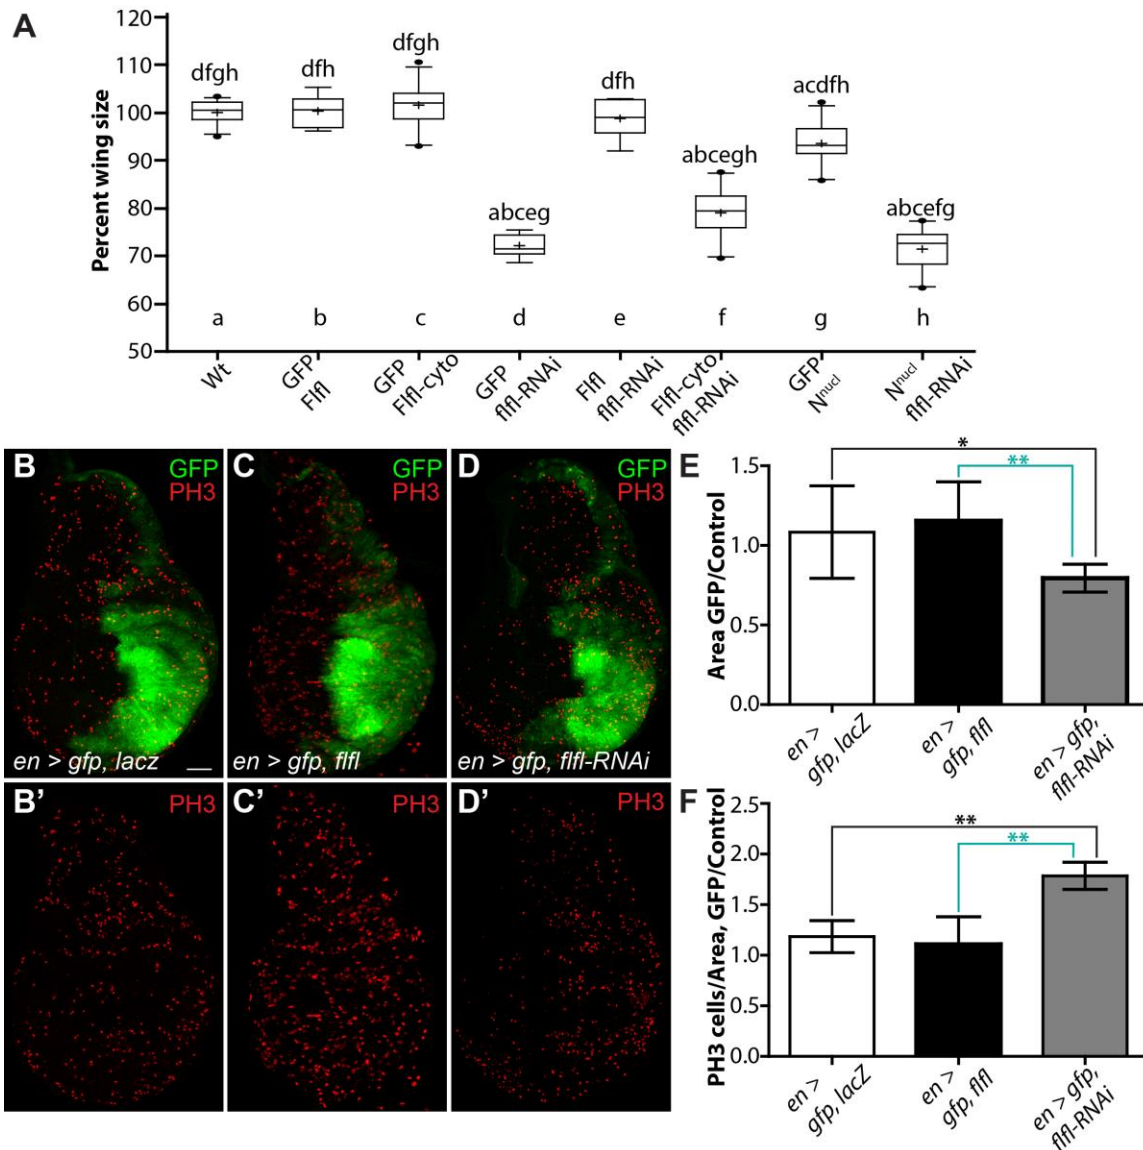 A
Percent wing size
120
110
100
90
80
70
60
50
dfgh
dfh
dfgh
abceg
dfh
abcegh
acdfh
abcefg
a b c d e f g h
Wt
GFP
Flfl
GFP
Flfl-cyto
GFP
flfl-RNAi
Flfl
flfl-RNAi
Flfl-cyto
flfl-RNAi
GFP
Nnucl
Nnucl
flfl-RNAi
B GFP
PH3
en > gfp, lacz
C GFP
PH3
en > gfp, flfl
D GFP
PH3
en > gfp, flfl-RNAi
B’ PH3
C’ PH3
D’ PH3
E
Area GFP/Control
1.5
1.0
0.5
0.0
*
**
en >
gfp, lacZ
en >
gfp, flfl
en > gfp,
flfl-RNAi
F
PH3 cells/Area, GFP/Control
2.5
2.0
1.5
1.0
0.5
0.0
**
**
en >
gfp, lacZ
en >
gfp, flfl
en > gfp,
flfl-RNAi